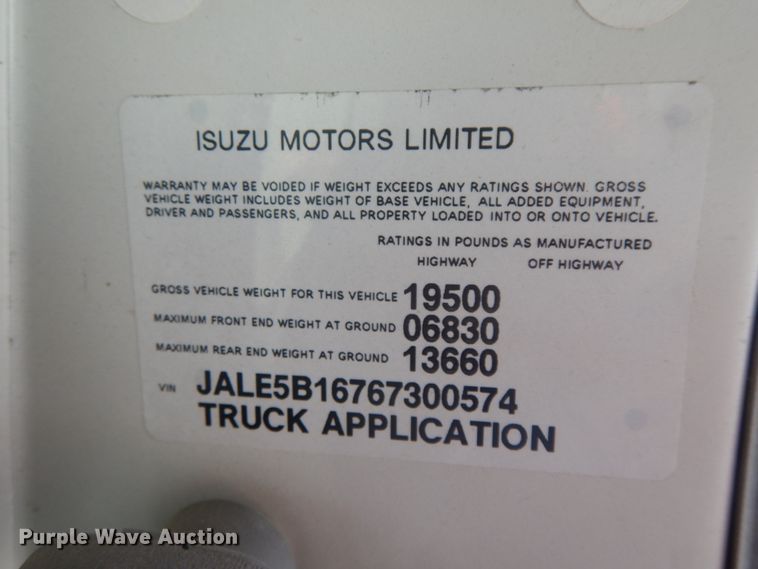 ISUZU MOTORS LIMITED
WARRANTY MAY BE VOIDED IF WEIGHT EXCEEDS ANY RATINGS SHOWN. GROSS
VEHICLE WEIGHT INCLUDES WEIGHT OF BASE VEHICLE, ALL ADDED EQUIPMENT,
DRIVER AND PASSENGERS, AND ALL PROPERTY LOADED INTO OR ONTO VEHICLE.
RATINGS IN POUNDS AS MANUFACTURED
HIGHWAY OFF HIGHWAY
GROSS VEHICLE WEIGHT FOR THIS VEHICLE 19500
MAXIMUM FRONT END WEIGHT AT GROUND 06830
MAXIMUM REAR END WEIGHT AT GROUND 13660
VIN JALE5B16767300574
TRUCK APPLICATION
Purple Wave Auction